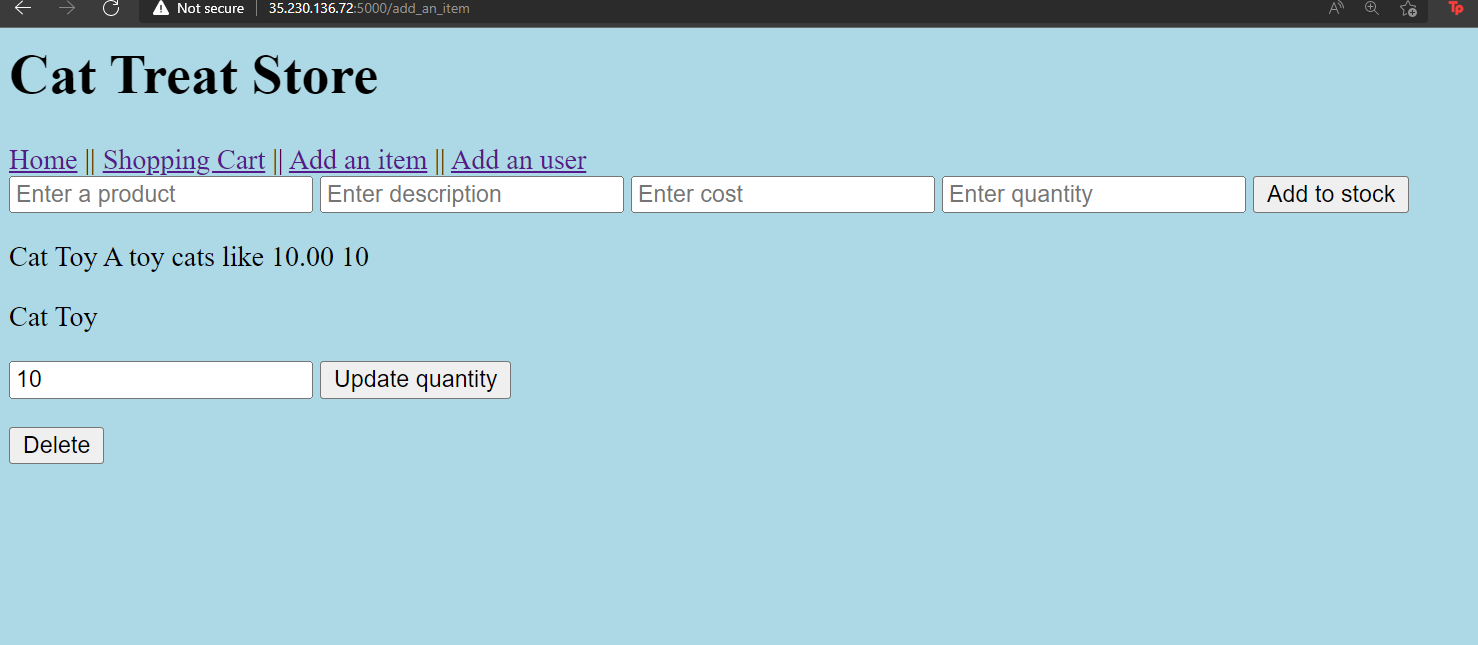 Not secure 35.230.136.72:5000/add_an_item
Cat Treat Store
Home || Shopping Cart || Add an item || Add an user
Enter a product Enter description Enter cost Enter quantity Add to stock
Cat Toy A toy cats like 10.00 10
Cat Toy
10 Update quantity
Delete